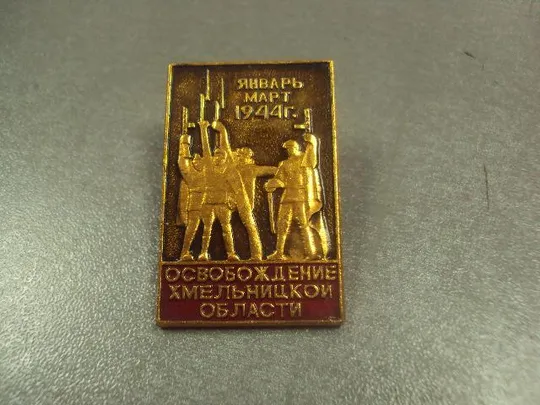 ЯНВАРЬ
МАРТ
1944Г.
ОСВОБОЖДЕНИЕ
ХМЕЛЬНИЦКОЙ
ОБЛАСТИ